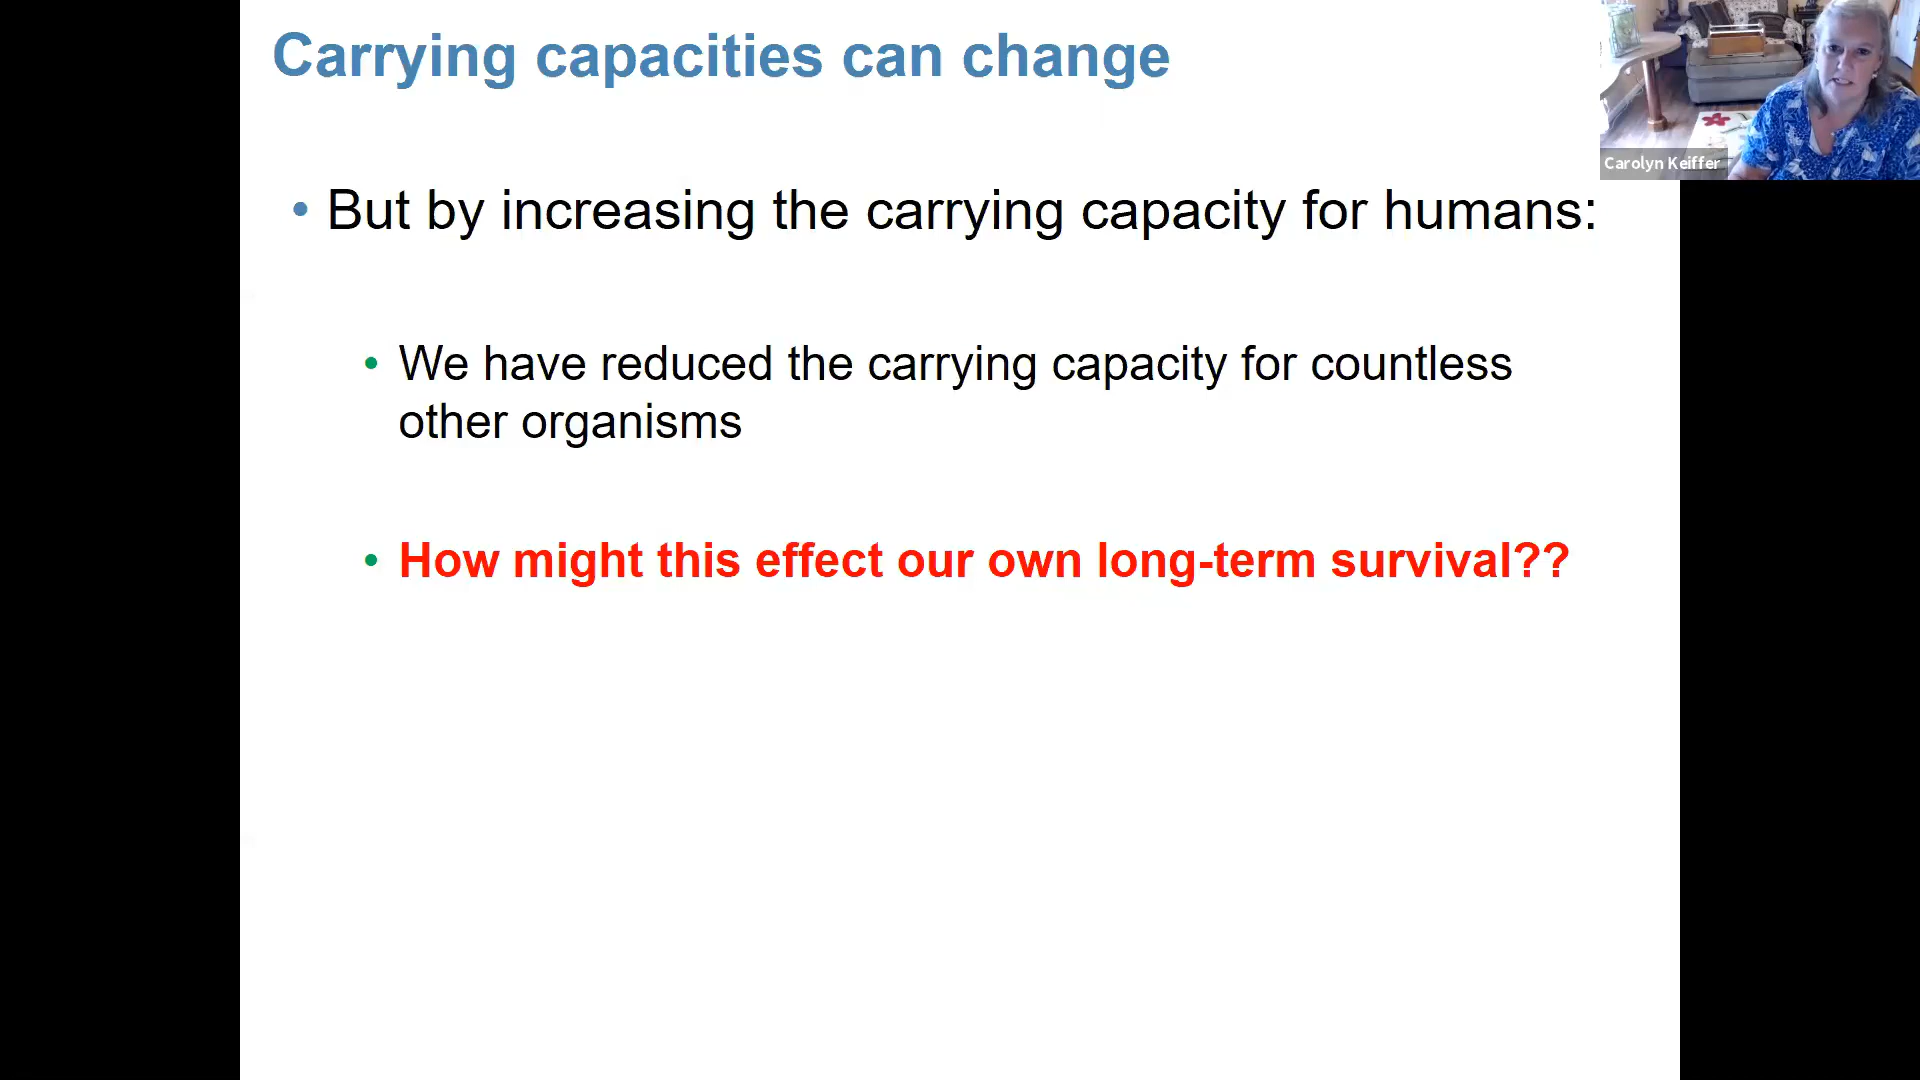 Carrying capacities can change
Carolyn Keiffer
• But by increasing the carrying capacity for humans:
• We have reduced the carrying capacity for countless
other organisms
• How might this effect our own long-term survival??